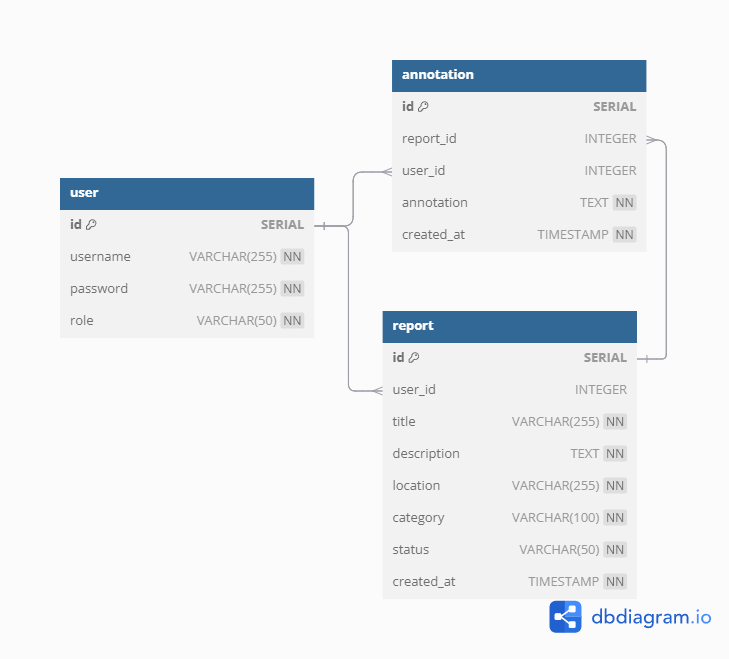 annotation
id SERIAL
report_id INTEGER
user_id INTEGER
annotation TEXT NN
created_at TIMESTAMP NN
user
id SERIAL
username VARCHAR(255) NN
password VARCHAR(255) NN
role VARCHAR(50) NN
report
id SERIAL
user_id INTEGER
title VARCHAR(255) NN
description TEXT NN
location VARCHAR(255) NN
category VARCHAR(100) NN
status VARCHAR(50) NN
created_at TIMESTAMP NN
dbdiagram.io